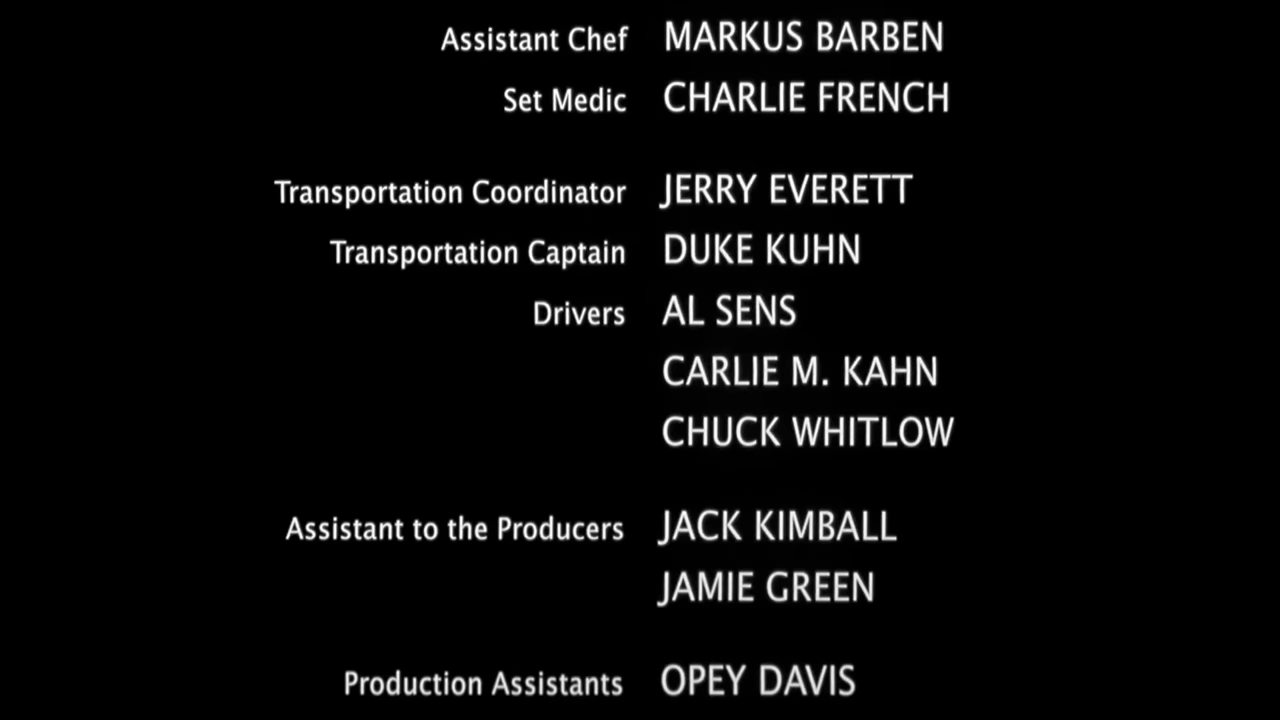 Assistant Chef MARKUS BARBEN
Set Medic CHARLIE FRENCH
Transportation Coordinator JERRY EVERETT
Transportation Captain DUKE KUHN
Drivers AL SENS
CARLIE M. KAHN
CHUCK WHITLOW
Assistant to the Producers JACK KIMBALL
JAMIE GREEN
Production Assistants OPEY DAVIS